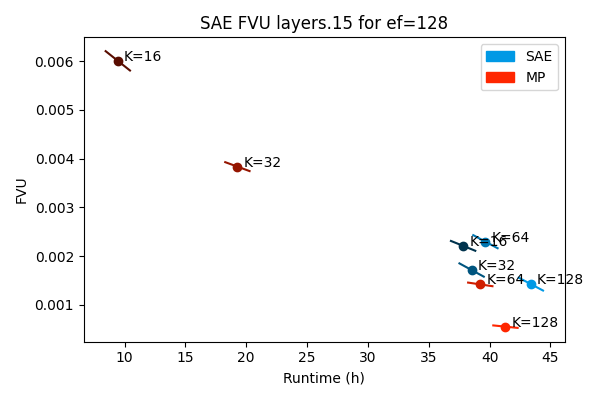 SAE FVU layers.15 for ef=128
SAE
MP
K=16
K=32
K=64
K=16
K=32
K=64
K=128
K=128
FVU
0.006
0.005
0.004
0.003
0.002
0.001
10 15 20 25 30 35 40 45
Runtime (h)